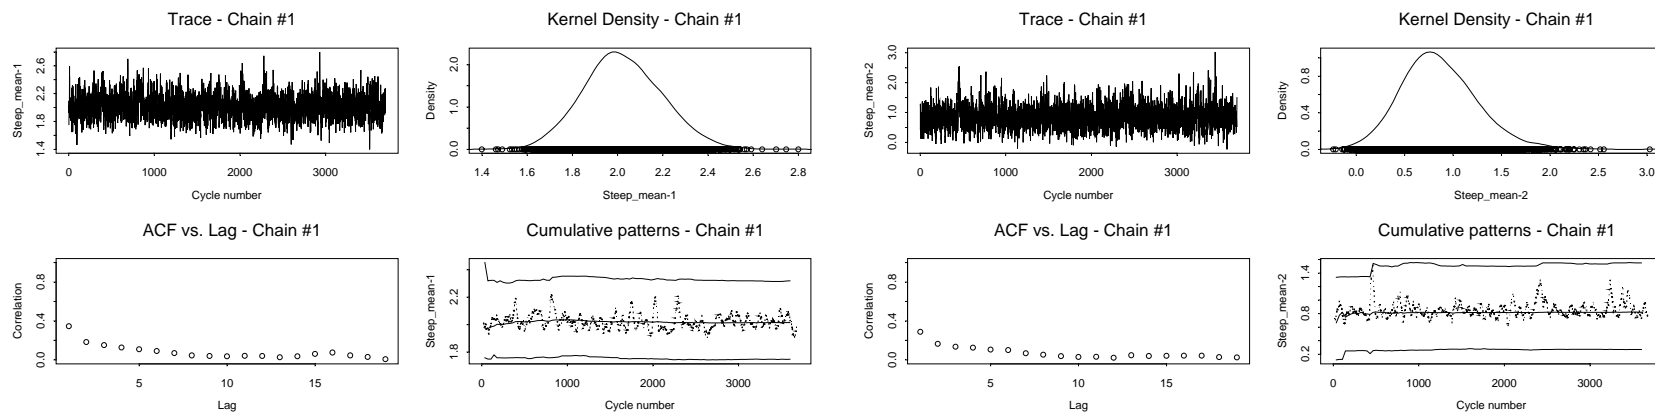 Trace - Chain #1
Steep_mean-1
1.4 1.8 2.2 2.6
0 1000 2000 3000
Cycle number
Kernel Density - Chain #1
Density
0.0 1.0 2.0
1.4 1.6 1.8 2.0 2.2 2.4 2.6 2.8
Steep_mean-1
Trace - Chain #1
Steep_mean-2
0.0 1.0 2.0 3.0
0 1000 2000 3000
Cycle number
Kernel Density - Chain #1
Density
0.0 0.4 0.8
0.0 0.5 1.0 1.5 2.0 2.5 3.0
Steep_mean-2
ACF vs. Lag - Chain #1
Correlation
0.0 0.4 0.8
5 10 15
Lag
Cumulative patterns - Chain #1
Steep_mean-1
1.8 2.2
0 1000 2000 3000
Cycle number
ACF vs. Lag - Chain #1
Correlation
0.0 0.4 0.8
5 10 15
Lag
Cumulative patterns - Chain #1
Steep_mean-2
0.2 0.8 1.4
0 1000 2000 3000
Cycle number